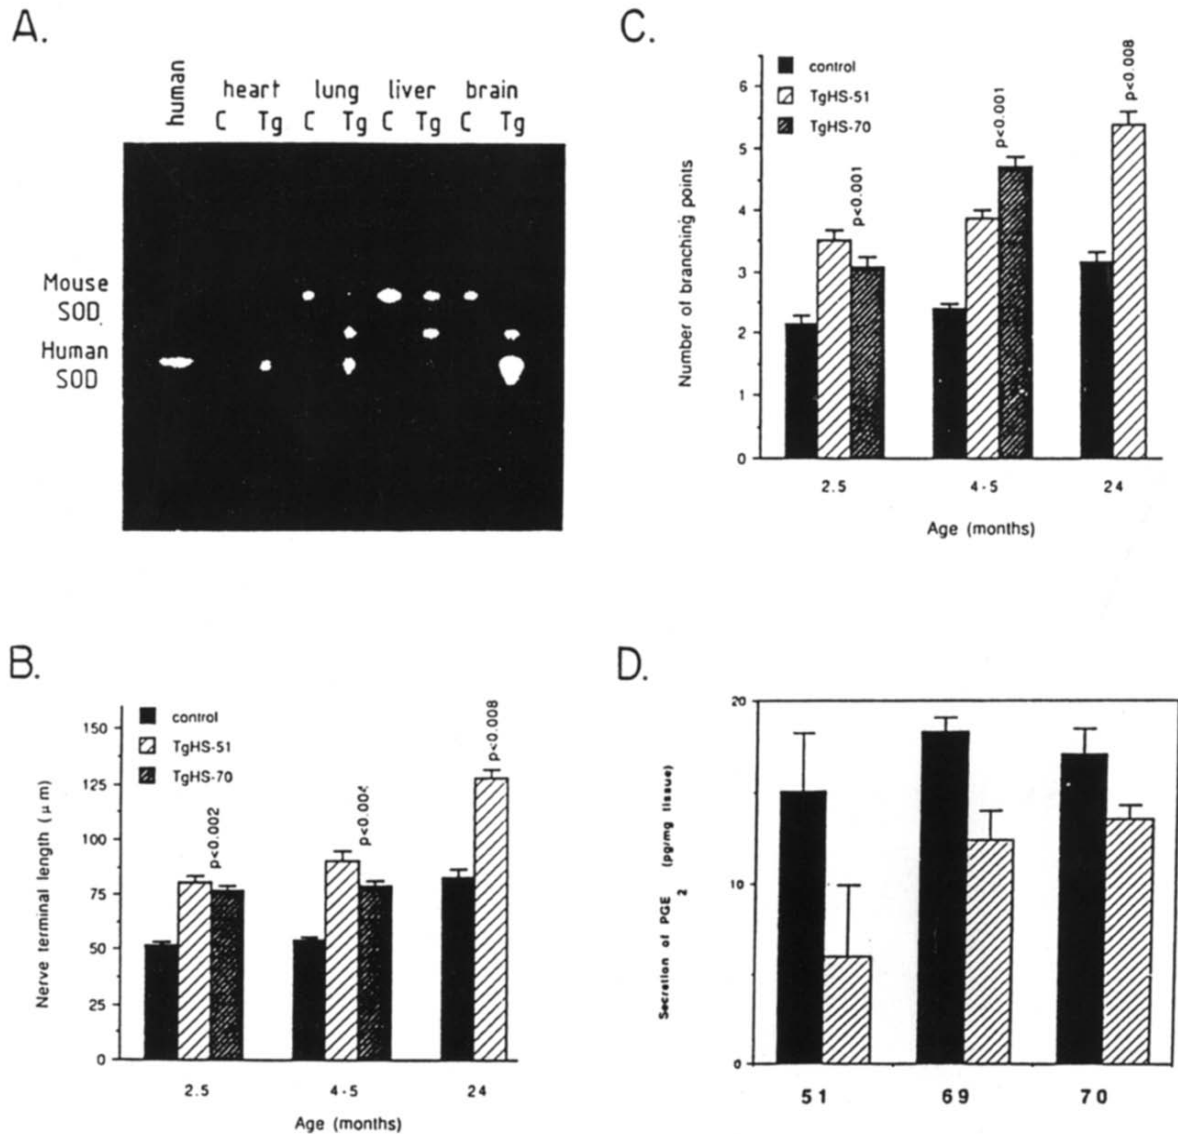 A.
human
heart lung liver brain
C Tg C Tg C Tg C Tg
Mouse
SOD
Human
SOD
B.
control
TgHS-51
TgHS-70
Nerve terminal length (μm)
150
125
100
75
50
25
0
p<0.002
p<0.004
p<0.008
2.5 4-5 24
Age (months)
C.
control
TgHS-51
TgHS-70
Number of branching points
6
5
4
3
2
1
0
p<0.001
p<0.001
p<0.008
2.5 4-5 24
Age (months)
D.
Secretion of PGE2 (pg/mg tissue)
20
10
0
51 69 70